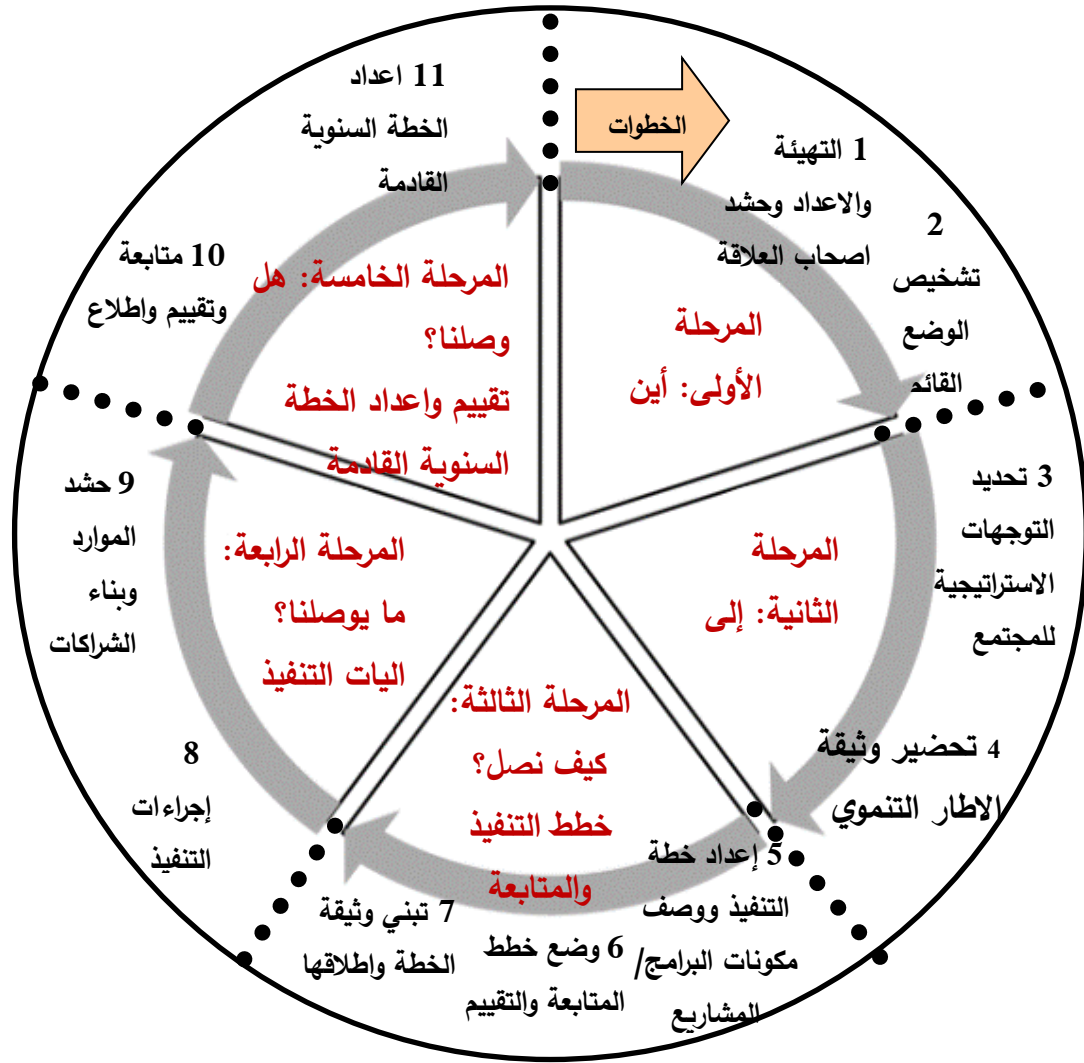 الخطوات
1 التهيئة
والاعداد وحشد
اصحاب العلاقة
2
تشخيص
الوضع
القائم
المرحلة
الأولى: أين
3 تحديد
التوجهات
الاستراتيجية
للمجتمع
4 تحضير وثيقة
الاطار التنموي
المرحلة
الثانية: إلى
5 إعداد خطة
التنفيذ ووصف
مكونات البرامج/
المشاريع
6 وضع خطط
المتابعة والتقييم
7 تبني وثيقة
الخطة واطلاقها
المرحلة الثالثة:
كيف نصل؟
خطط التنفيذ
والمتابعة
8
إجراءات
التنفيذ
9 حشد
الموارد
وبناء
الشراكات
المرحلة الرابعة:
ما يوصلنا؟
اليات التنفيذ
10 متابعة
وتقييم واطلاع
11 اعداد
الخطة السنوية
القادمة
المرحلة الخامسة: هل
وصلنا؟
تقييم واعداد الخطة
السنوية القادمة